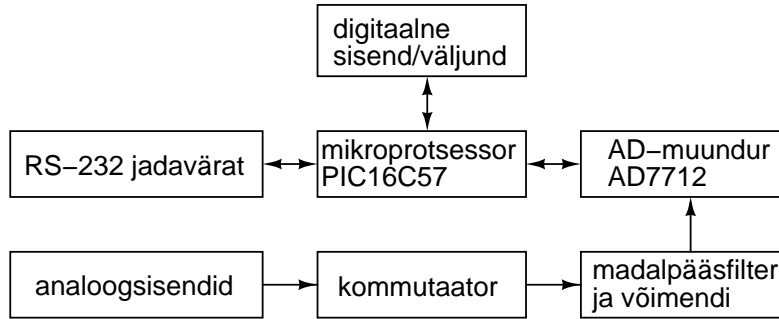 digitaalne
sisend/väljund
RS−232 jadavärat
mikroprotsessor
PIC16C57
AD−muundur
AD7712
analoogsisendid
kommutaator
madalpääsfilter
ja võimendi